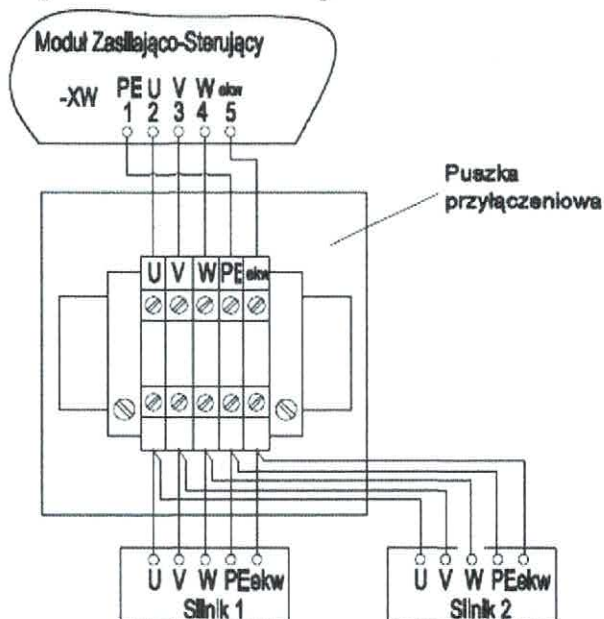 Moduł Zasilająco-Sterujący
-XW PE U V W ekw
1 2 3 4 5
Puszka
przyłączeniowa
U V W PE ekw
U V W PE ekw
Silnik 1
U V W PE ekw
Silnik 2